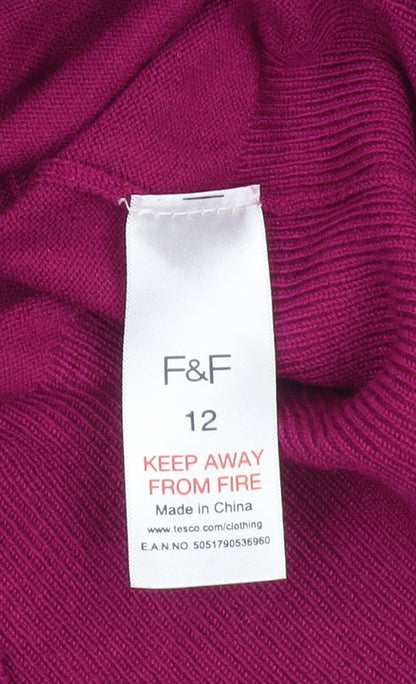 F&F
12
KEEP AWAY
FROM FIRE
Made in China
www.tesco.com/clothing
E.A.N NO. 5051790536960